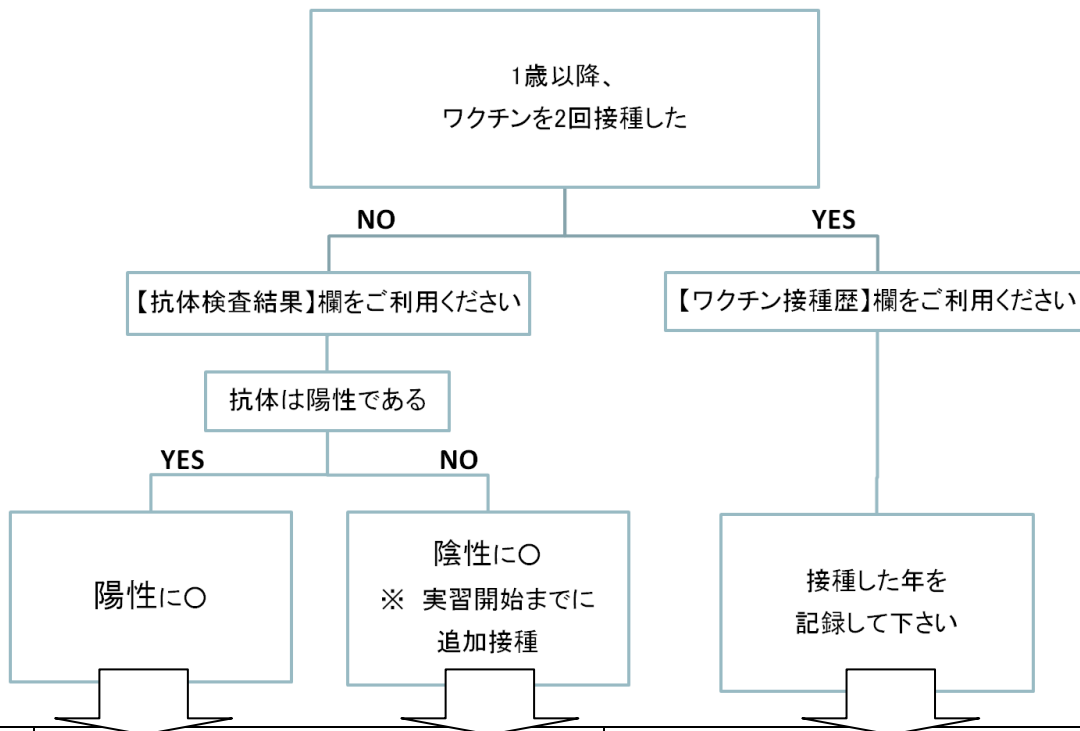 1歳以降、
ワクチンを2回接種した
NO
YES
【抗体検査結果】欄をご利用ください
【ワクチン接種歴】欄をご利用ください
抗体は陽性である
YES
NO
陽性に〇
陰性に〇
※ 実習開始までに
追加接種
接種した年を
記録して下さい